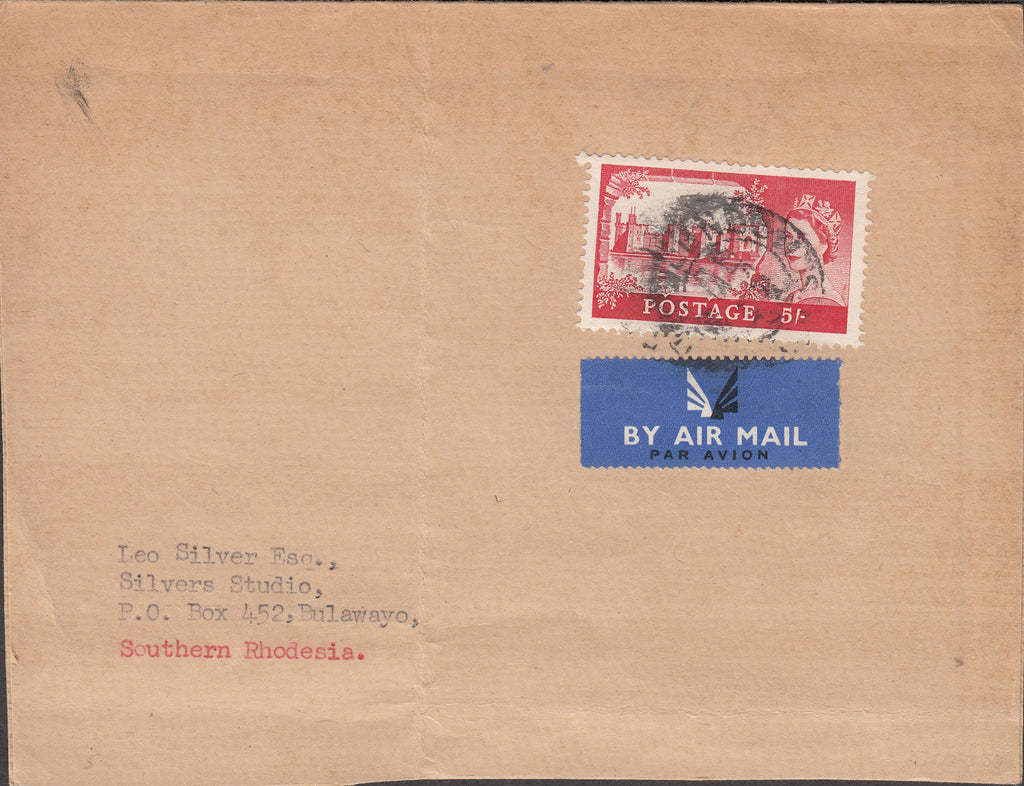 POSTAGE 5/-
BY AIR MAIL
PAR AVION
Leo Silver Esq.,
Silvers Studio,
P.O. Box 452,Bulawayo,
Southern Rhodesia.